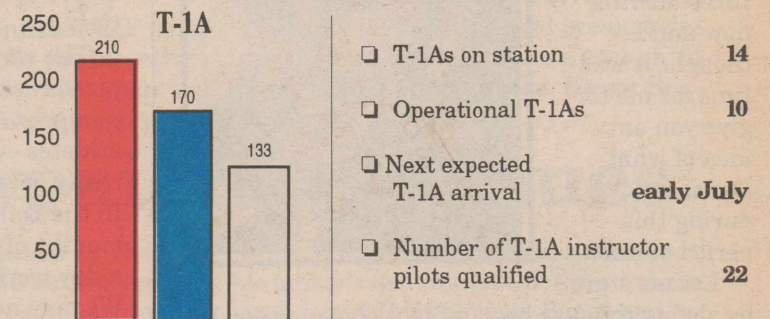 T-1A
250
200
150
100
50
210
170
133
❏ T-1As on station 14
❏ Operational T-1As 10
❏ Next expected
T-1A arrival early July
❏ Number of T-1A instructor
pilots qualified 22